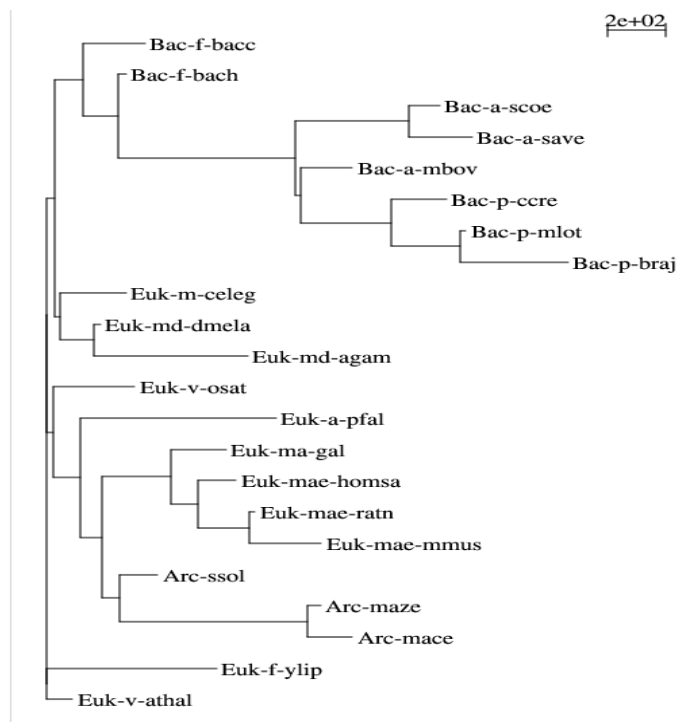 2e+02
Bac-f-bacc
Bac-f-bach
Bac-a-scoe
Bac-a-save
Bac-a-mbov
Bac-p-ccre
Bac-p-mlot
Bac-p-braj
Euk-m-celeg
Euk-md-dmela
Euk-md-agam
Euk-v-osat
Euk-a-pfal
Euk-ma-gal
Euk-mae-homsa
Euk-mae-ratn
Euk-mae-mmus
Arc-ssol
Arc-maze
Arc-mace
Euk-f-ylip
Euk-v-athal